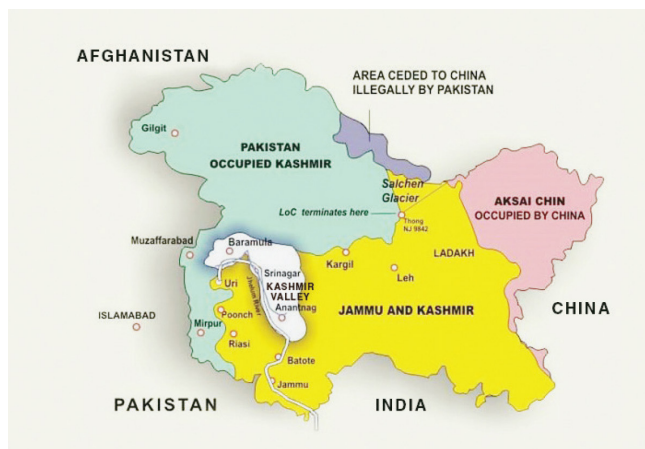 AFGHANISTAN
AREA CEDED TO CHINA
ILLEGALLY BY PAKISTAN
Gilgit
PAKISTAN
OCCUPIED KASHMIR
Salchen
Glacier
AKSAI CHIN
OCCUPIED BY CHINA
LoC terminates here
Thong
NJ 9842
Muzaffarabad
Baramula
Kargil
LADAKH
Srinagar
Leh
Uri
KASHMIR
VALLEY
Jhelum River
Anantnag
JAMMU AND KASHMIR
CHINA
ISLAMABAD
Poonch
Mirpur
Riasi
Batote
Jammu
PAKISTAN
INDIA